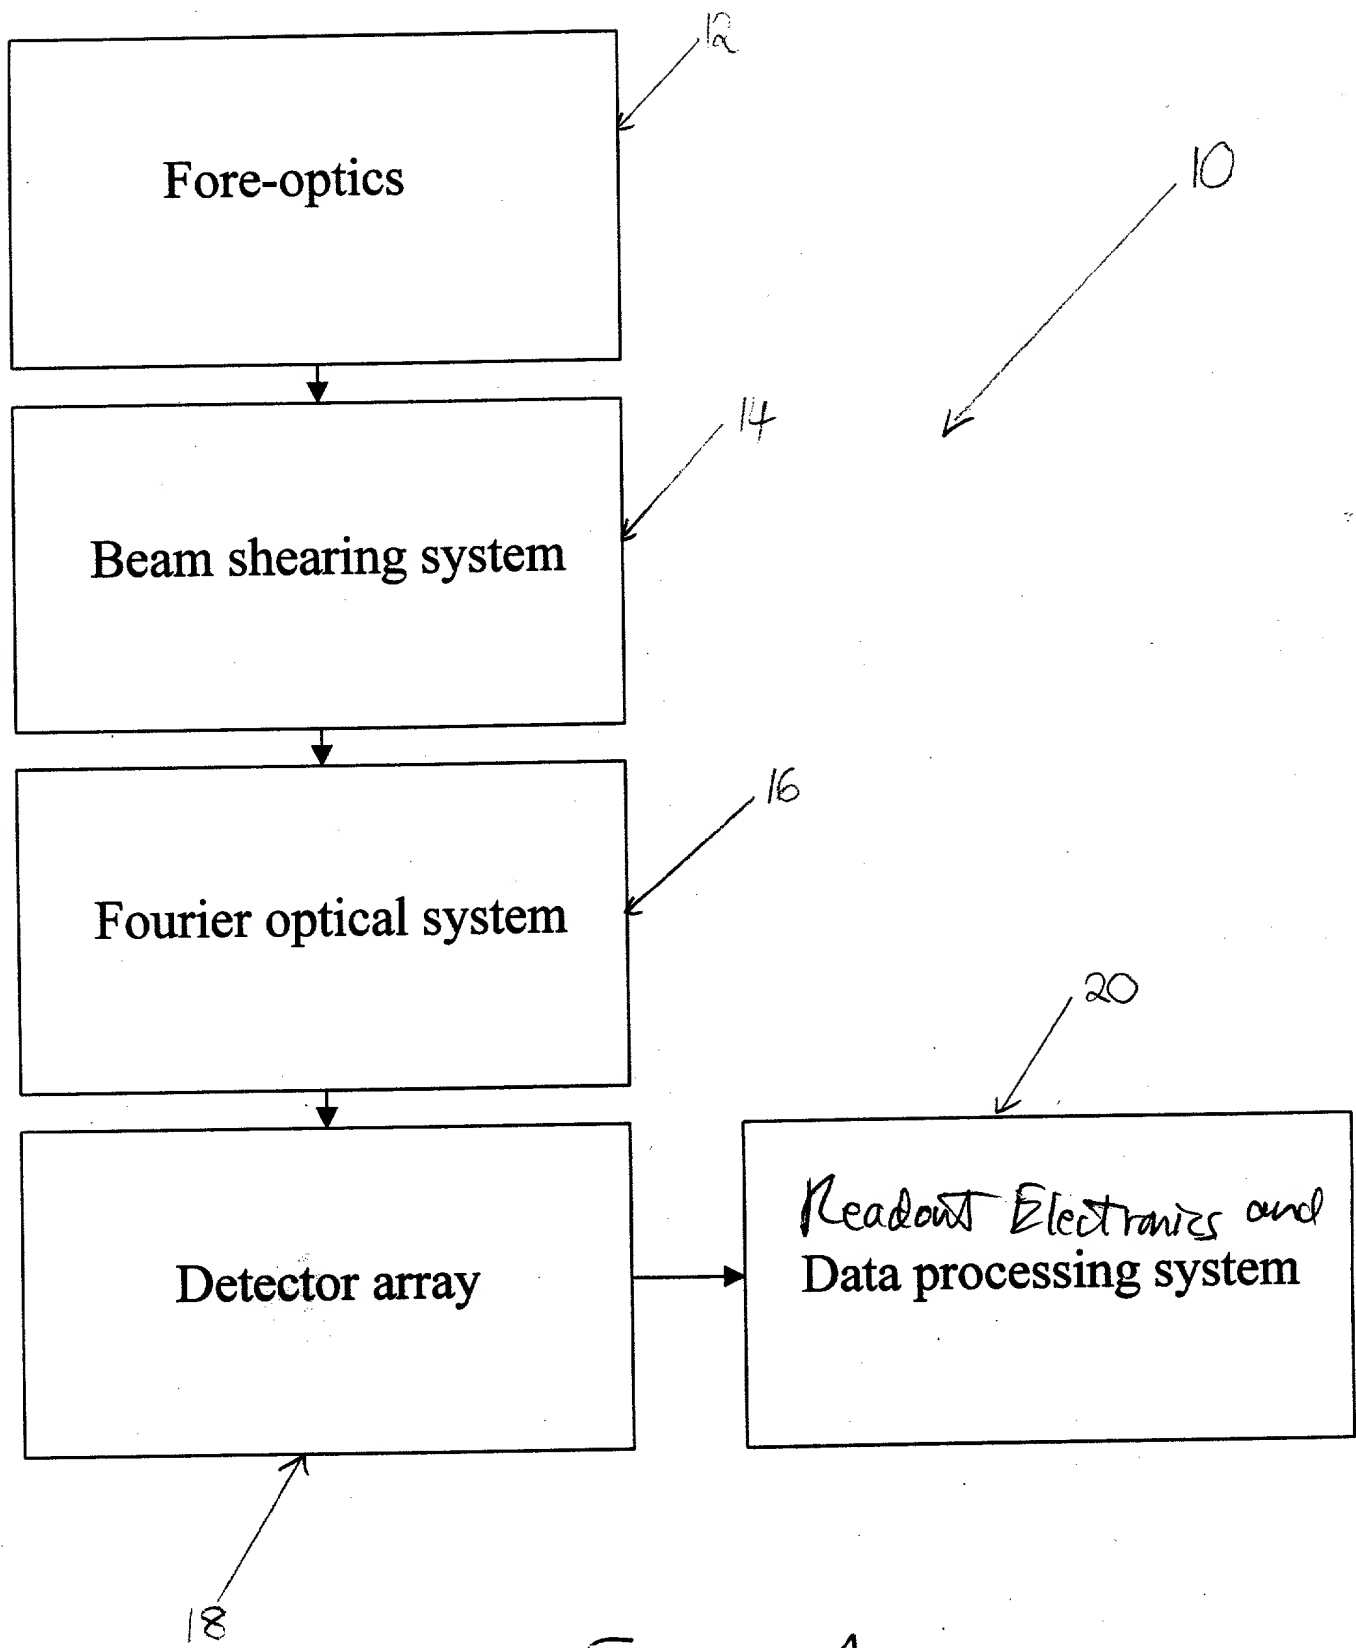 12
Fore-optics
10
14
Beam shearing system
16
Fourier optical system
20
Readout Electronics and
Data processing system
Detector array
18